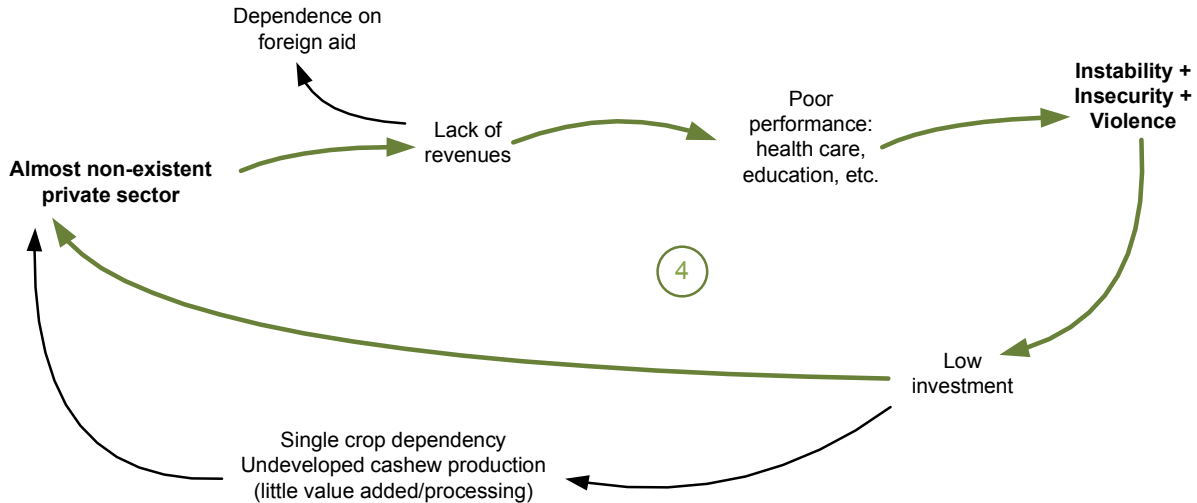 Dependence on
foreign aid
Instability +
Insecurity +
Violence
Poor
performance:
health care,
education, etc.
Lack of
revenues
Almost non-existent
private sector
4
Low
investment
Single crop dependency
Undeveloped cashew production
(little value added/processing)